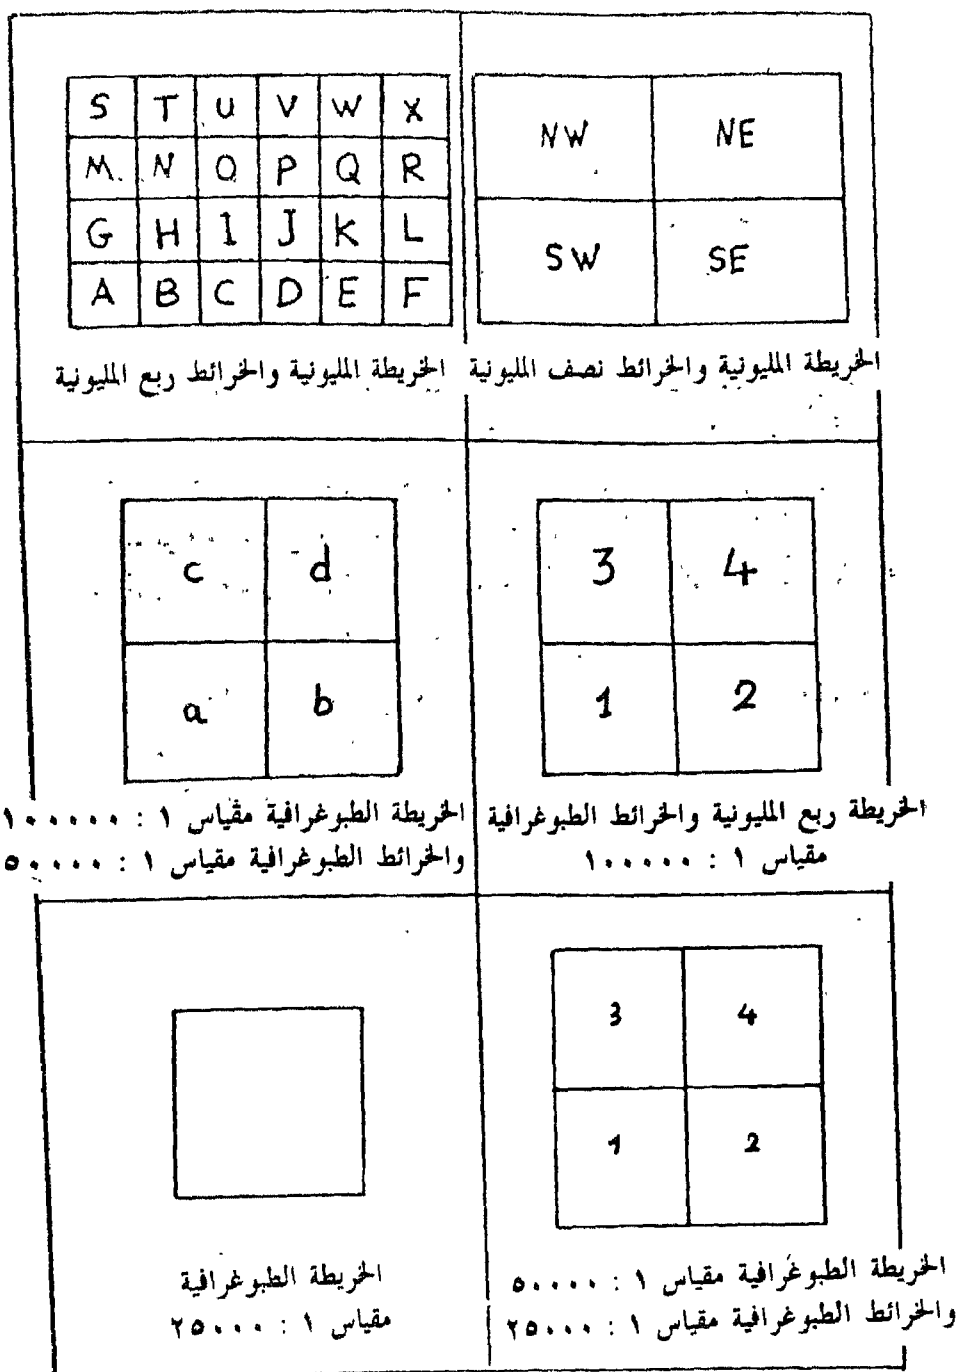 NW NE
SW SE
الخريطة المليونية والخرائط نصف المليونية
S T U V W X
M N O P Q R
G H I J K L
A B C D E F
الخريطة المليونية والخرائط ربع المليونية
3 4
1 2
الخريطة ربع المليونية والخرائط الطبوغرافية
مقياس ١ : ١٠٠٠٠٠
c d
a b
الخريطة الطبوغرافية مقياس ١ : ١٠٠٠٠٠
والخرائط الطبوغرافية مقياس ١ : ٥٠٠٠٠
3 4
1 2
الخريطة الطبوغرافية مقياس ١ : ٥٠٠٠٠
والخرائط الطبوغرافية مقياس ١ : ٢٥٠٠٠
الخريطة الطبوغرافية
مقياس ١ : ٢٥٠٠٠